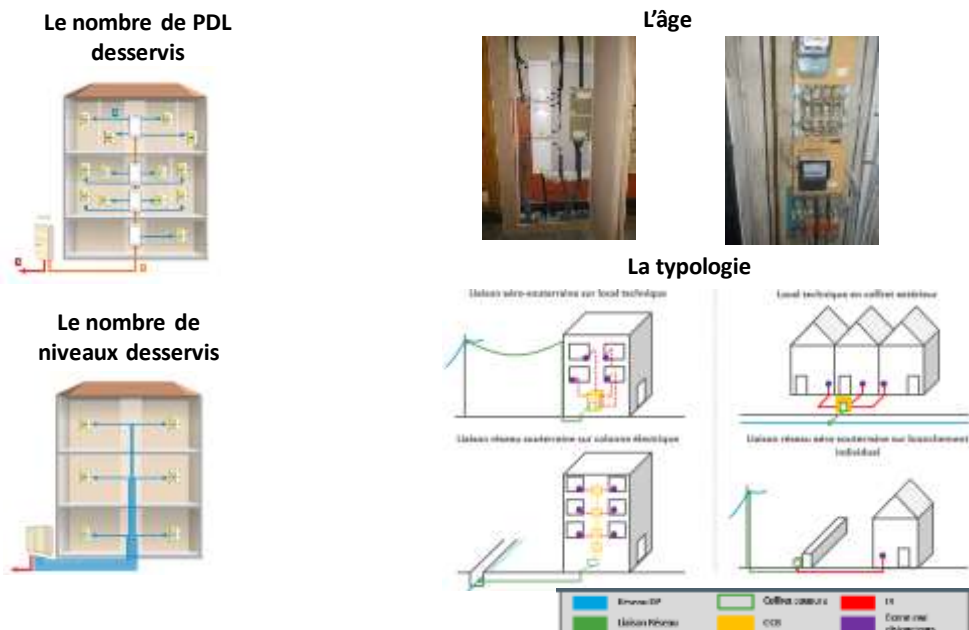 Le nombre de PDL
desservis
L'âge
La typologie
Liaison aéro-souterraine sur local technique
Local technique en coffret extérieur
Le nombre de
niveaux desservis
Liaison réseau souterraine sur colonne électrique
Liaison réseau aéro souterraine sur branchement
individuel
Réseau BP
Coffret coupure
Liaison Réseau